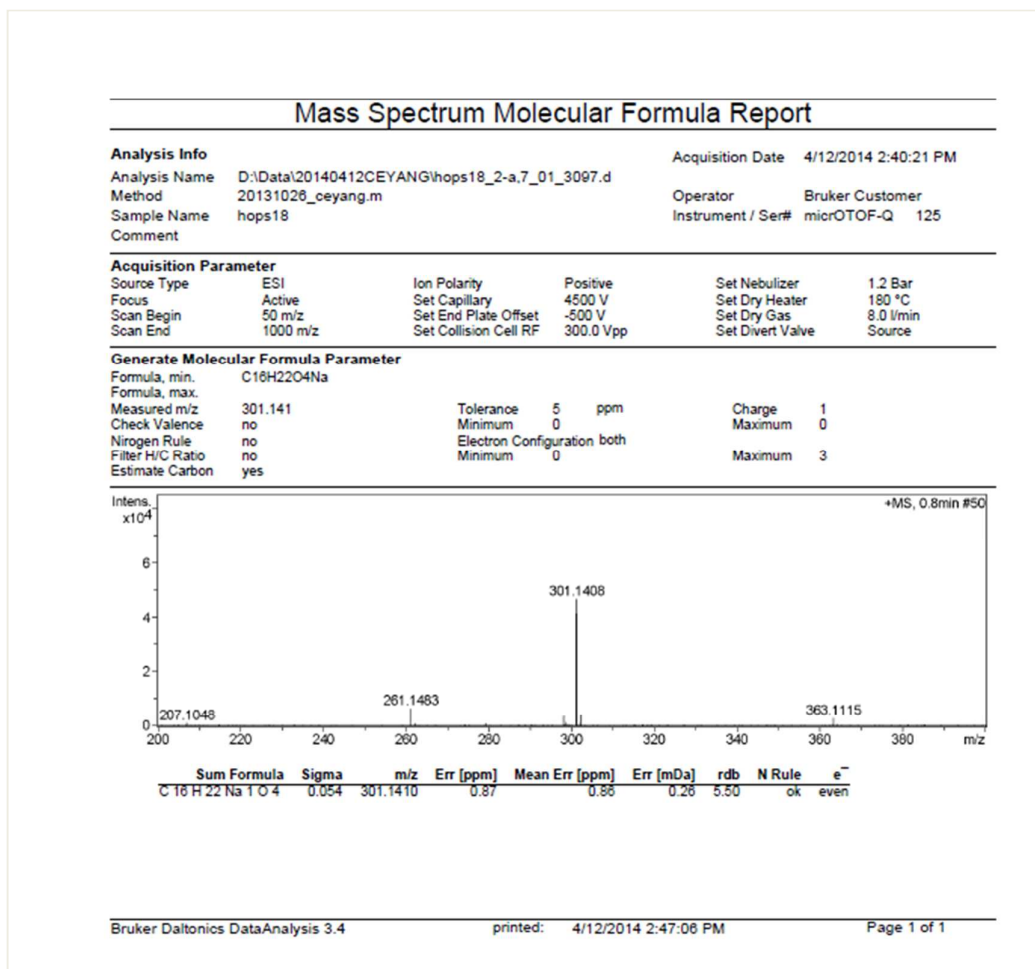 Mass Spectrum Molecular Formula Report
Analysis Info Acquisition Date 4/12/2014 2:40:21 PM
Analysis Name D:\Data\20140412CEYANG\hops18_2-a,7_01_3097.d
Method 20131026_ceyang.m Operator Bruker Customer
Sample Name hops18 Instrument / Ser# micrOTOF-Q 125
Comment
Acquisition Parameter
Source Type ESI Ion Polarity Positive Set Nebulizer 1.2 Bar
Focus Active Set Capillary 4500 V Set Dry Heater 180 °C
Scan Begin 50 m/z Set End Plate Offset -500 V Set Dry Gas 8.0 l/min
Scan End 1000 m/z Set Collision Cell RF 300.0 Vpp Set Divert Valve Source
Generate Molecular Formula Parameter
Formula, min. C16H22O4Na
Formula, max.
Measured m/z 301.141 Tolerance 5 ppm Charge 1
Check Valence no Minimum 0 Maximum 0
Nirogen Rule no Electron Configuration both
Filter H/C Ratio no Minimum 0 Maximum 3
Estimate Carbon yes
Intens. +MS, 0.8min #50
x10⁴
6
301.1408
4
2
261.1483
207.1048 363.1115
0
200 220 240 260 280 300 320 340 360 380 m/z
Sum Formula Sigma m/z Err [ppm] Mean Err [ppm] Err [mDa] rdb N Rule e⁻
C 16 H 22 Na 1 O 4 0.054 301.1410 0.87 0.86 0.26 5.50 ok even
Bruker Daltonics DataAnalysis 3.4 printed: 4/12/2014 2:47:06 PM Page 1 of 1